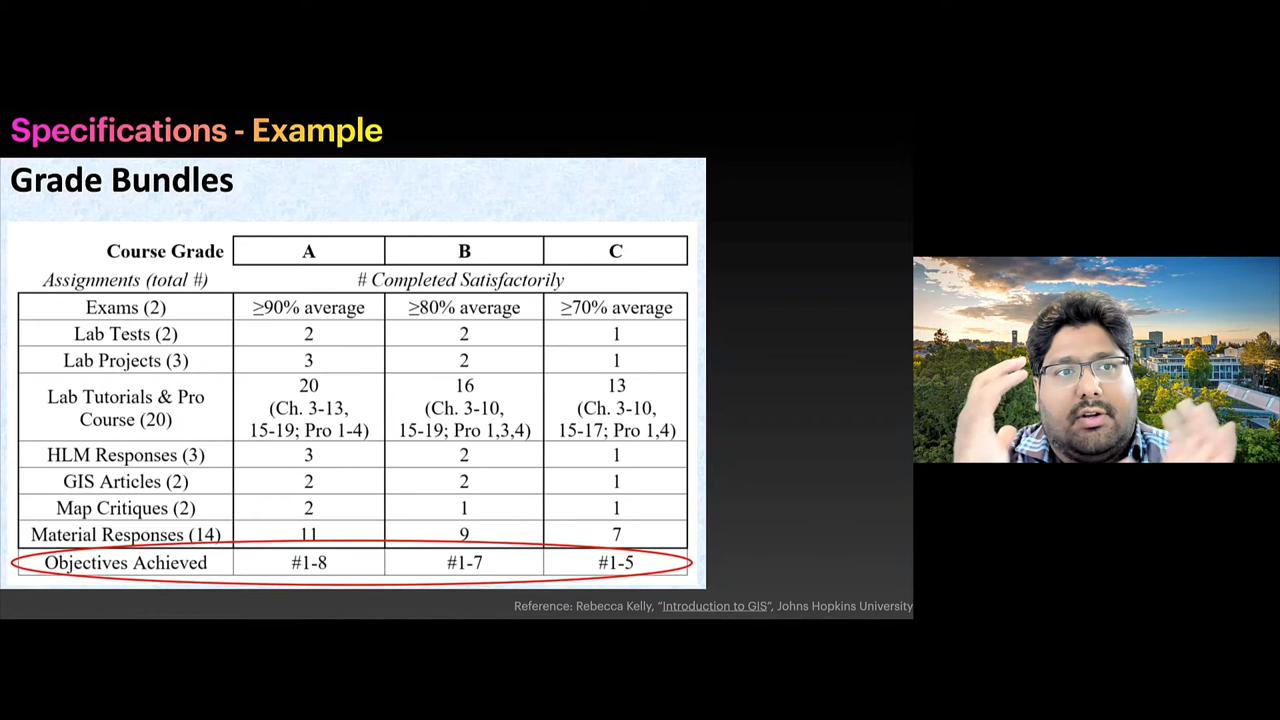 Specifications - Example
Grade Bundles
Course Grade A B C
Assignments (total #) # Completed Satisfactorily
Exams (2) ≥90% average ≥80% average ≥70% average
Lab Tests (2) 2 2 1
Lab Projects (3) 3 2 1
Lab Tutorials & Pro Course (20) 20 16 13
(Ch. 3-13, (Ch. 3-10, (Ch. 3-10,
15-19; Pro 1-4) 15-19; Pro 1,3,4) 15-17; Pro 1,4)
HLM Responses (3) 3 2 1
GIS Articles (2) 2 2 1
Map Critiques (2) 2 1 1
Material Responses (14) 11 9 7
Objectives Achieved #1-8 #1-7 #1-5
Reference: Rebecca Kelly, “Introduction to GIS”, Johns Hopkins University